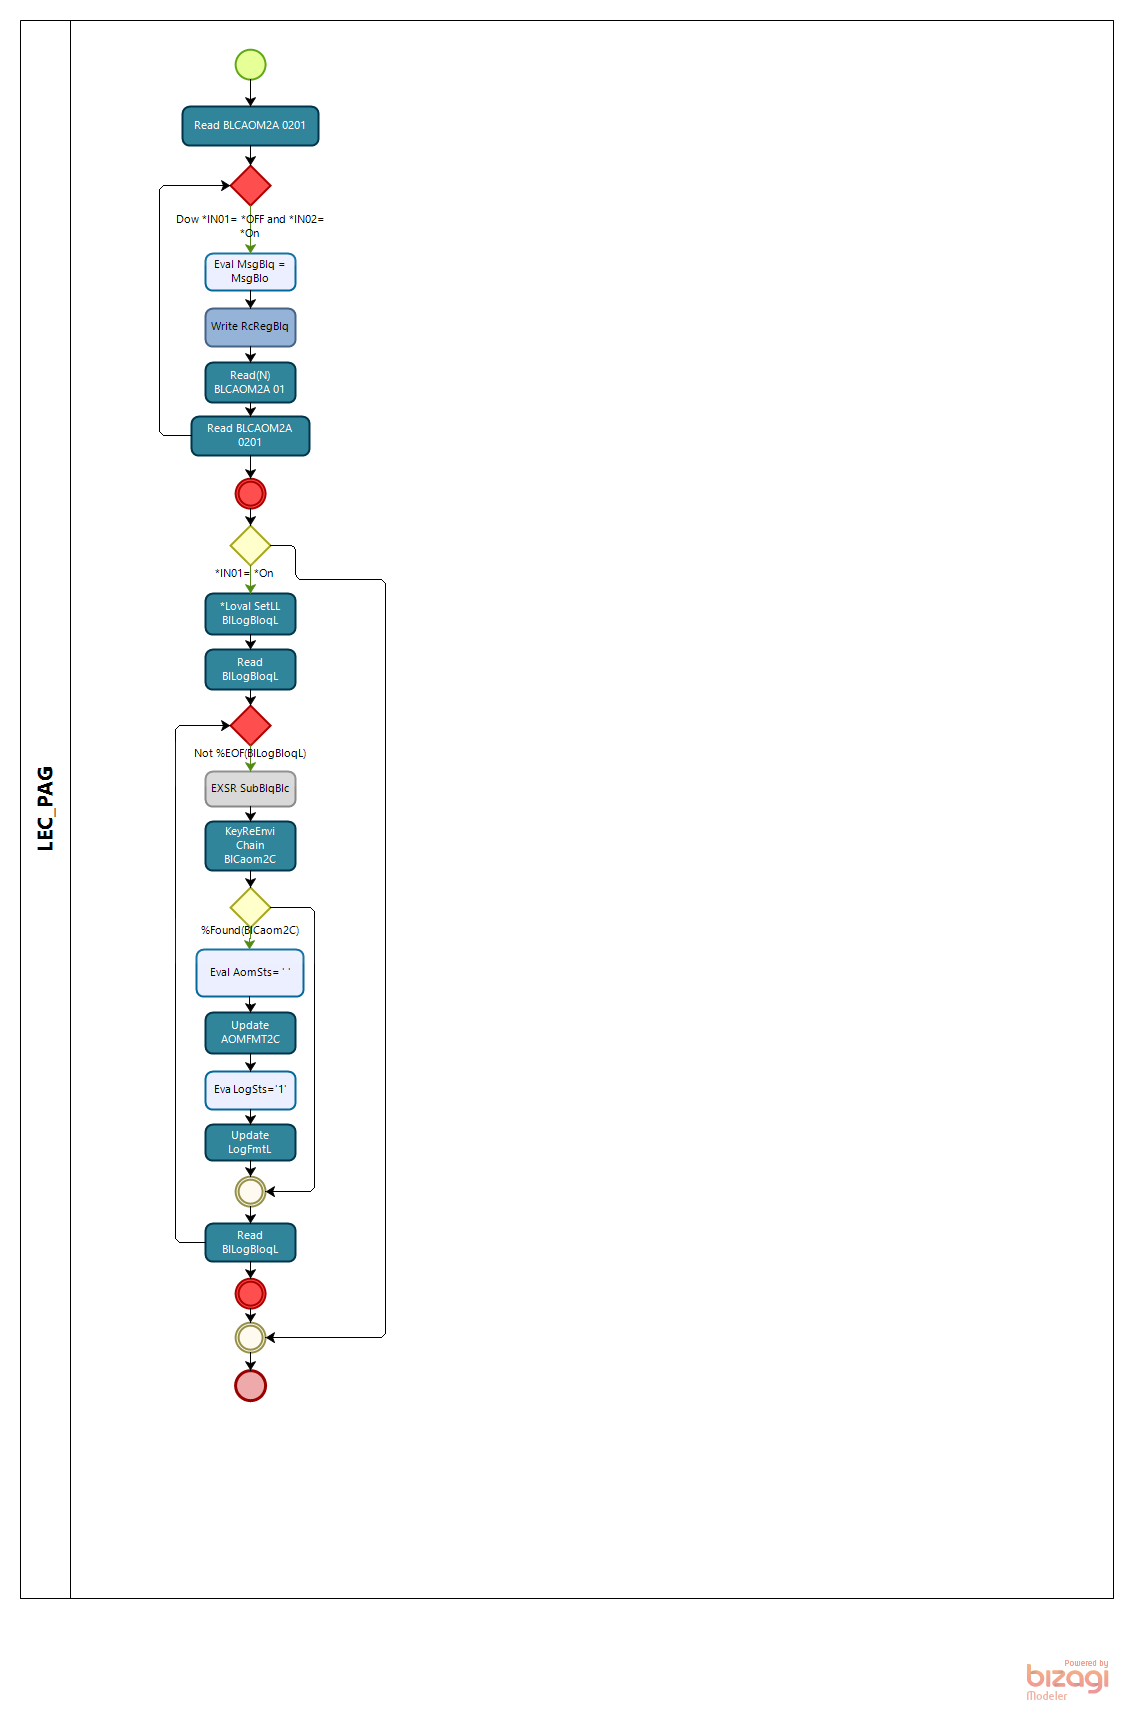 Read BLCAOM2A 0201
Dow *IN01= *OFF and *IN02=
*On
Eval MsgBlq =
MsgBlo
Write RcRegBlq
Read(N)
BLCAOM2A 01
Read BLCAOM2A
0201
*IN01= *On
*Loval SetLL
BlLogBloqL
Read
BlLogBloqL
Not %EOF(BlLogBloqL)
EXSR SubBlqBlc
LEC_PAG
KeyReEnvi
Chain
BlCaom2C
%Found(BlCaom2C)
Eval AomSts= ' '
Update
AOMFMT2C
Eva LogSts='1'
Update
LogFmtL
Read
BlLogBloqL
Powered by
bizagi
Modeler